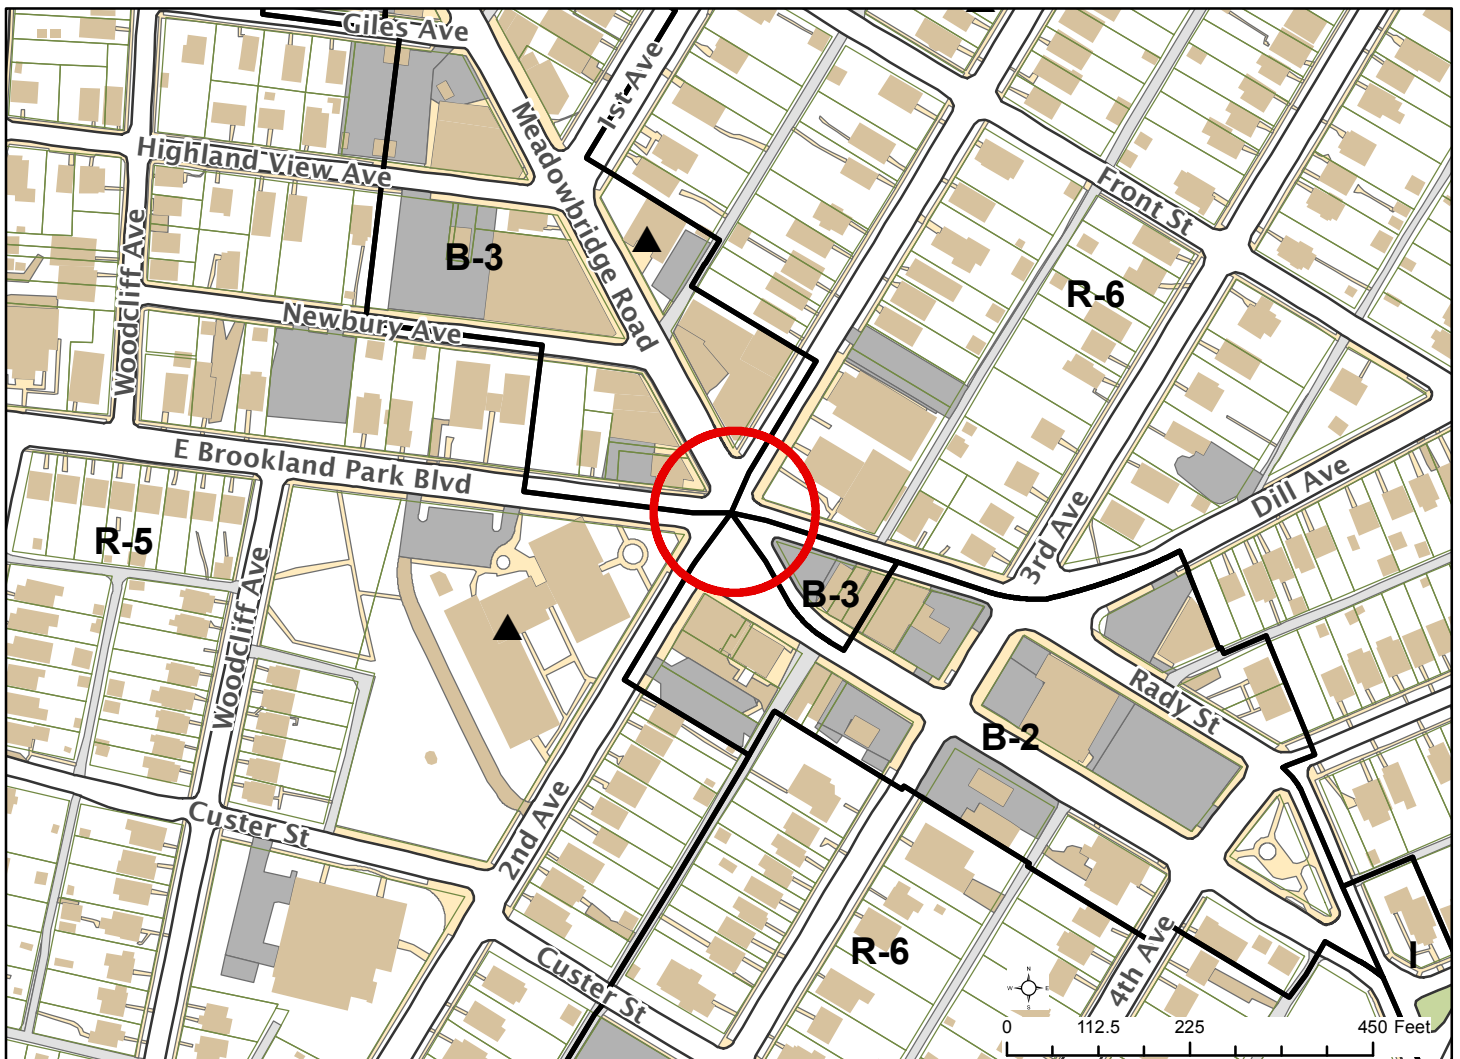 Giles Ave
1st Ave
Meadowbridge Road
Highland View Ave
Front St
Woodcliff Ave
B-3
R-6
Newbury Ave
E Brookland Park Blvd
Dill Ave
3rd Ave
R-5
Woodcliff Ave
B-3
Rady St
B-2
2nd Ave
Custer St
R-6
4th Ave
I
Custer St
N
W E
S
0 112.5 225 450 Feet